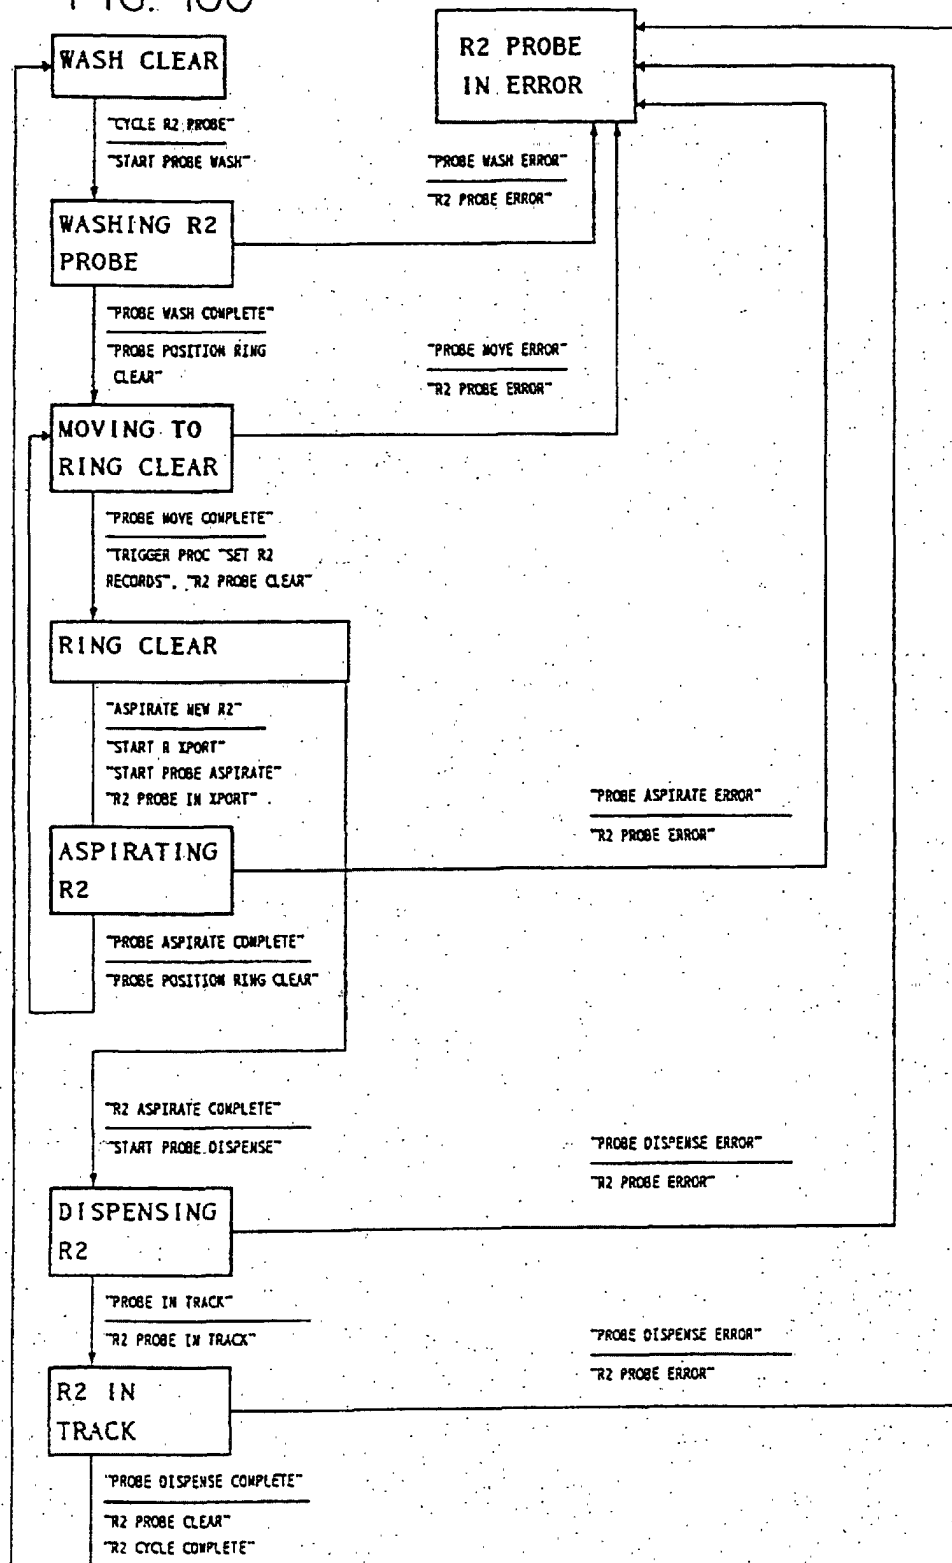 WASH CLEAR
R2 PROBE
IN ERROR
"CYCLE R2 PROBE"
"START PROBE WASH"
"PROBE WASH ERROR"
"R2 PROBE ERROR"
WASHING R2
PROBE
"PROBE WASH COMPLETE"
"PROBE POSITION RING
CLEAR"
"PROBE MOVE ERROR"
"R2 PROBE ERROR"
MOVING TO
RING CLEAR
"PROBE MOVE COMPLETE"
"TRIGGER PROC "SET R2
RECORDS", "R2 PROBE CLEAR"
RING CLEAR
"ASPIRATE NEW R2"
"START R XPORT"
"START PROBE ASPIRATE"
"R2 PROBE IN XPORT"
"PROBE ASPIRATE ERROR"
"R2 PROBE ERROR"
ASPIRATING
R2
"PROBE ASPIRATE COMPLETE"
"PROBE POSITION RING CLEAR"
"R2 ASPIRATE COMPLETE"
"START PROBE DISPENSE"
"PROBE DISPENSE ERROR"
"R2 PROBE ERROR"
DISPENSING
R2
"PROBE IN TRACK"
"R2 PROBE IN TRACK"
"PROBE DISPENSE ERROR"
"R2 PROBE ERROR"
R2 IN
TRACK
"PROBE DISPENSE COMPLETE"
"R2 PROBE CLEAR"
"R2 CYCLE COMPLETE"